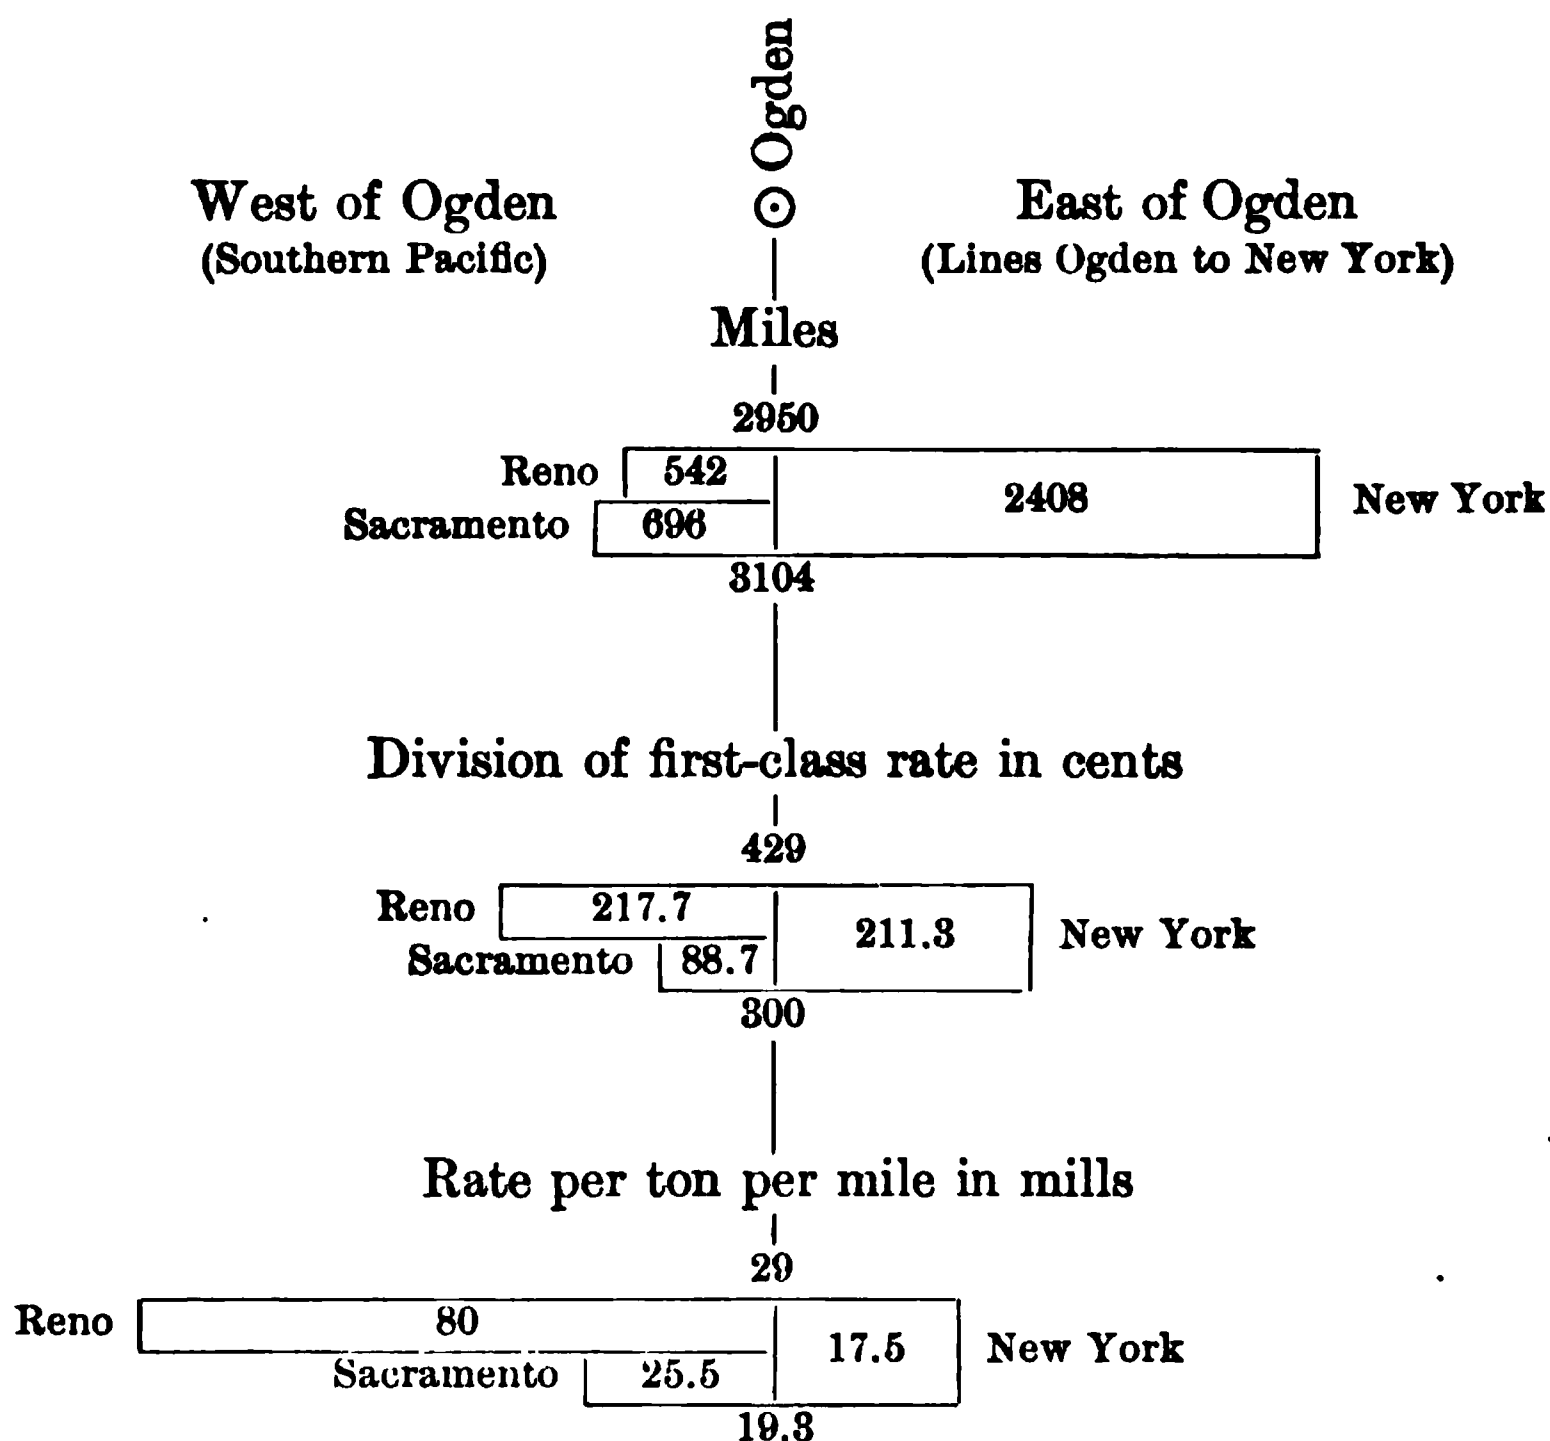 Ogden
West of Ogden East of Ogden
(Southern Pacific) (Lines Ogden to New York)
Miles
2950
Reno 542
2408 New York
Sacramento 696
3104
Division of first-class rate in cents
429
Reno 217.7
211.3 New York
Sacramento 88.7
300
Rate per ton per mile in mills
29
Reno 80
17.5 New York
Sacramento 25.5
19.3